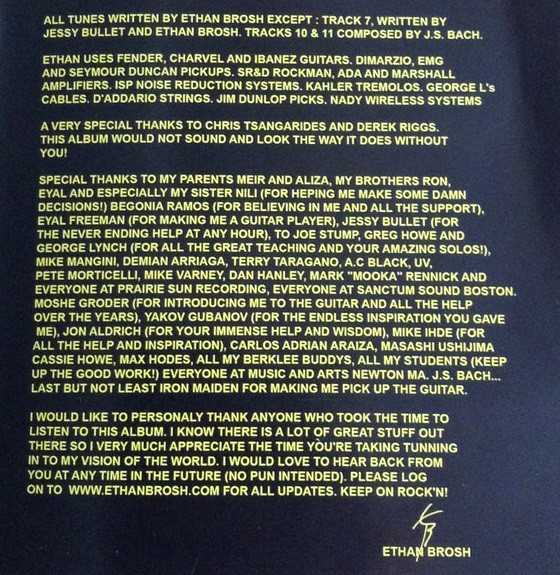 ALL TUNES WRITTEN BY ETHAN BROSH EXCEPT : TRACK 7, WRITTEN BY
JESSY BULLET AND ETHAN BROSH. TRACKS 10 & 11 COMPOSED BY J.S. BACH.
ETHAN USES FENDER, CHARVEL AND IBANEZ GUITARS. DIMARZIO, EMG
AND SEYMOUR DUNCAN PICKUPS. SR&D ROCKMAN, ADA AND MARSHALL
AMPLIFIERS. ISP NOISE REDUCTION SYSTEMS. KAHLER TREMOLOS. GEORGE L's
CABLES. D'ADDARIO STRINGS. JIM DUNLOP PICKS. NADY WIRELESS SYSTEMS
A VERY SPECIAL THANKS TO CHRIS TSANGARIDES AND DEREK RIGGS.
THIS ALBUM WOULD NOT SOUND AND LOOK THE WAY IT DOES WITHOUT
YOU!
SPECIAL THANKS TO MY PARENTS MEIR AND ALIZA, MY BROTHERS RON,
EYAL AND ESPECIALLY MY SISTER NILI (FOR HEPING ME MAKE SOME DAMN
DECISIONS!) BEGONIA RAMOS (FOR BELIEVING IN ME AND ALL THE SUPPORT),
EYAL FREEMAN (FOR MAKING ME A GUITAR PLAYER), JESSY BULLET (FOR
THE NEVER ENDING HELP AT ANY HOUR), TO JOE STUMP, GREG HOWE AND
GEORGE LYNCH (FOR ALL THE GREAT TEACHING AND YOUR AMAZING SOLOS!),
MIKE MANGINI, DEMIAN ARRIAGA, TERRY TARAGANO, A.C BLACK, UV,
PETE MORTICELLI, MIKE VARNEY, DAN HANLEY, MARK "MOOKA" RENNICK AND
EVERYONE AT PRAIRIE SUN RECORDING, EVERYONE AT SANCTUM SOUND BOSTON.
MOSHE GRODER (FOR INTRODUCING ME TO THE GUITAR AND ALL THE HELP
OVER THE YEARS), YAKOV GUBANOV (FOR THE ENDLESS INSPIRATION YOU GAVE
ME), JON ALDRICH (FOR YOUR IMMENSE HELP AND WISDOM), MIKE IHDE (FOR
ALL THE HELP AND INSPIRATION), CARLOS ADRIAN ARAIZA, MASASHI USHIJIMA
CASSIE HOWE, MAX HODES, ALL MY BERKLEE BUDDYS, ALL MY STUDENTS (KEEP
UP THE GOOD WORK!) EVERYONE AT MUSIC AND ARTS NEWTON MA. J.S. BACH...
LAST BUT NOT LEAST IRON MAIDEN FOR MAKING ME PICK UP THE GUITAR.
I WOULD LIKE TO PERSONALY THANK ANYONE WHO TOOK THE TIME TO
LISTEN TO THIS ALBUM. I KNOW THERE IS A LOT OF GREAT STUFF OUT
THERE SO I VERY MUCH APPRECIATE THE TIME YOU'RE TAKING TUNNING
IN TO MY VISION OF THE WORLD. I WOULD LOVE TO HEAR BACK FROM
YOU AT ANY TIME IN THE FUTURE (NO PUN INTENDED). PLEASE LOG
ON TO WWW.ETHANBROSH.COM FOR ALL UPDATES. KEEP ON ROCK'N!
ETHAN BROSH